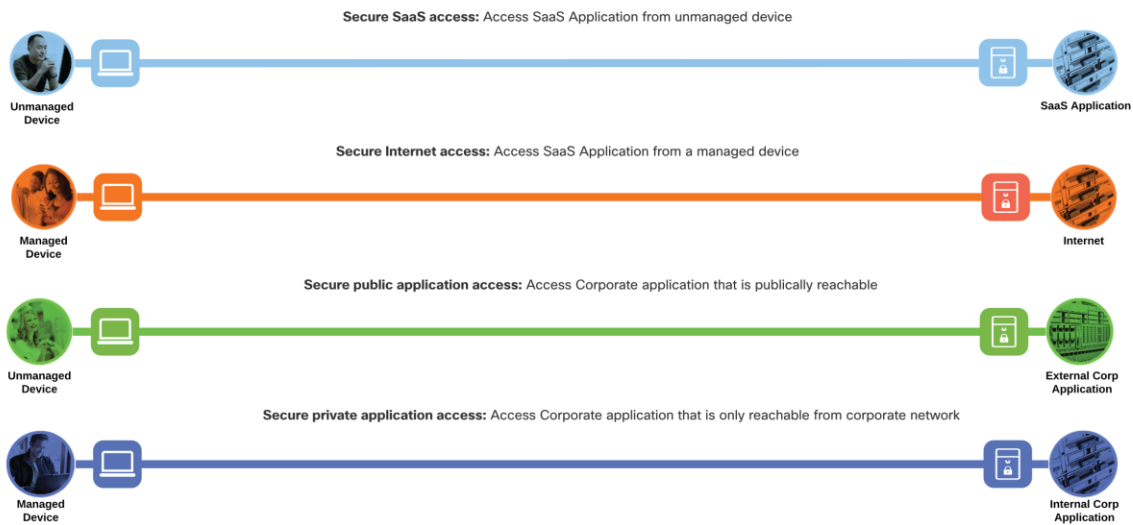 Secure SaaS access: Access SaaS Application from unmanaged device
Unmanaged
Device
SaaS Application
Secure Internet access: Access SaaS Application from a managed device
Managed
Device
Internet
Secure public application access: Access Corporate application that is publically reachable
Unmanaged
Device
External Corp
Application
Secure private application access: Access Corporate application that is only reachable from corporate network
Managed
Device
Internal Corp
Application